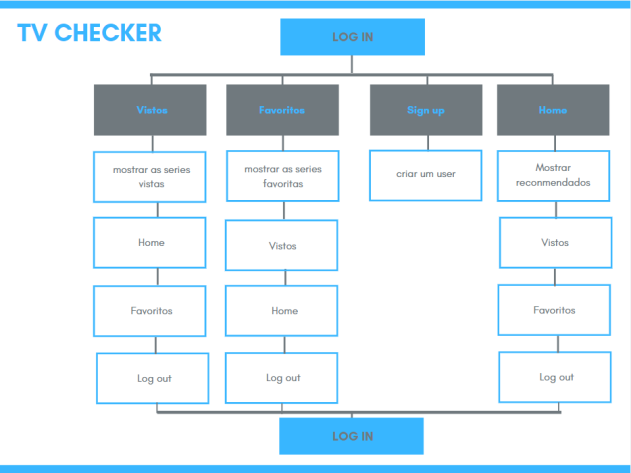 TV CHECKER
LOG IN
Vistos
Favoritos
Sign up
Home
mostrar as series
vistas
mostrar as series
favoritas
criar um user
Mostrar
reconmendados
Home
Vistos
Vistos
Favoritos
Home
Favoritos
Log out
Log out
Log out
LOG IN